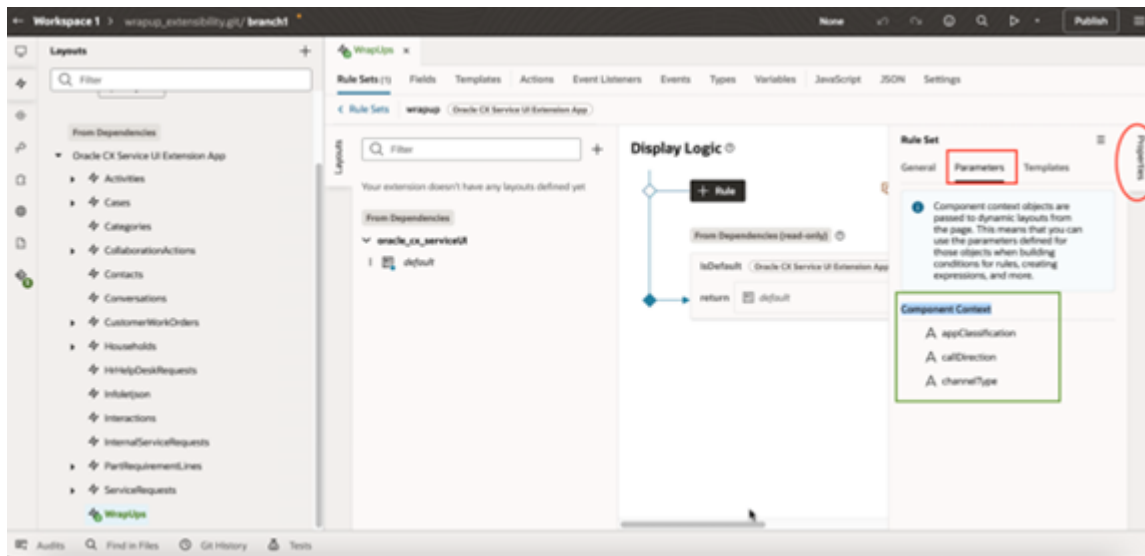 Workspace 1 > wrapup_extensibility.git/ branch1
None
Publish
Layouts
Filter
From Dependencies
Oracle CX Service UI Extension App
Activities
Cases
Categories
CollaborationActions
Contacts
Conversations
CustomerWorkOrders
Households
HrHelpDeskRequests
Infoletjson
Interactions
InternalServiceRequests
PartRequirementLines
ServiceRequests
WrapUps
WrapUps
Rule Sets (1) Fields Templates Actions Event Listeners Events Types Variables JavaScript JSON Settings
Rule Sets wrapup Oracle CX Service UI Extension App
Layouts
Filter
Your extension doesn't have any layouts defined yet
From Dependencies
oracle_cx_serviceUI
default
Display Logic
+ Rule
From Dependencies (read-only)
isDefault Oracle CX Service UI Extension App
return default
Rule Set
General Parameters Templates
Component context objects are
passed to dynamic layouts from
the page. This means that you can
use the parameters defined for
those objects when building
conditions for rules, creating
expressions, and more.
Component Context
A appClassification
A callDirection
A channelType
Properties
Audits Find in Files Git History Tests